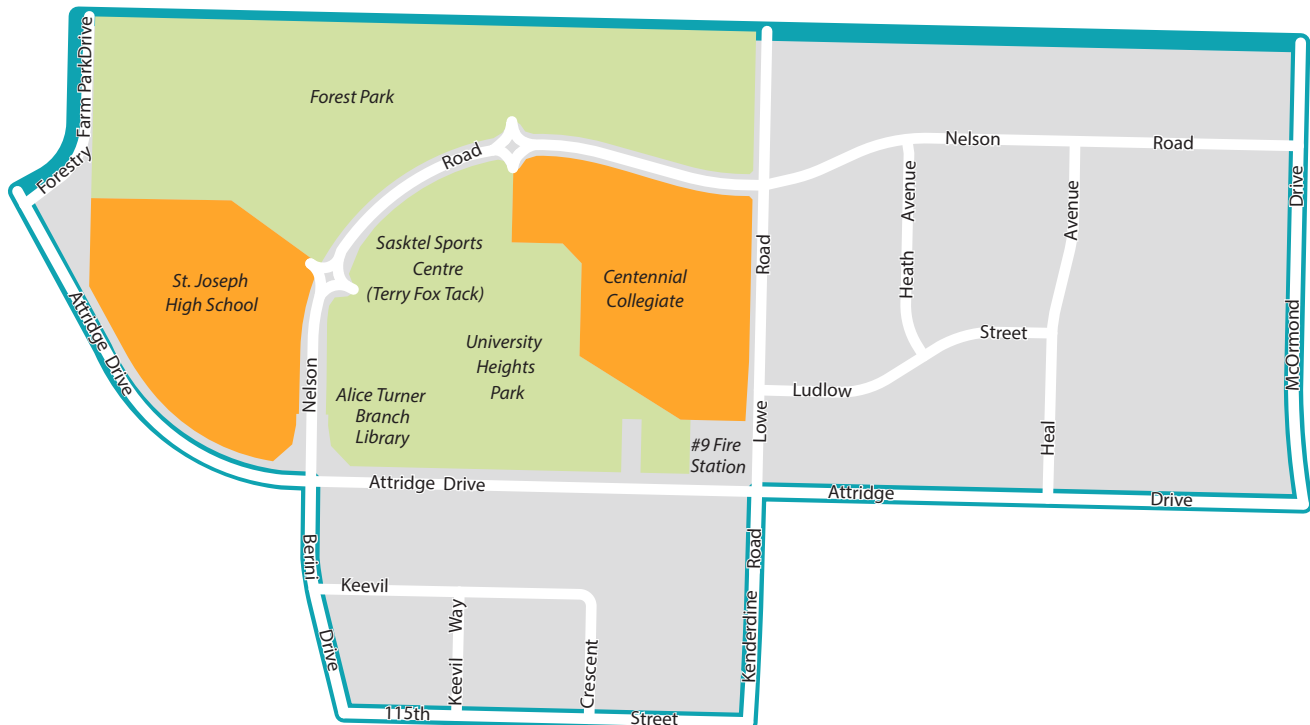 Forestry
Farm Park Drive
Forest Park
Road
Nelson
Road
Drive
Avenue
Heath
Avenue
Road
Sasktel Sports
Centre
(Terry Fox Tack)
Centennial
Collegiate
St. Joseph
High School
Attridge Drive
Nelson
University
Heights
Park
Street
Ludlow
McOrmond
Alice Turner
Branch
Library
Lowe
Heal
#9 Fire
Station
Attridge Drive
Attridge
Drive
Berini
Drive
Keevil
Keevil Way
Crescent
Kenderdine Road
115th
Street